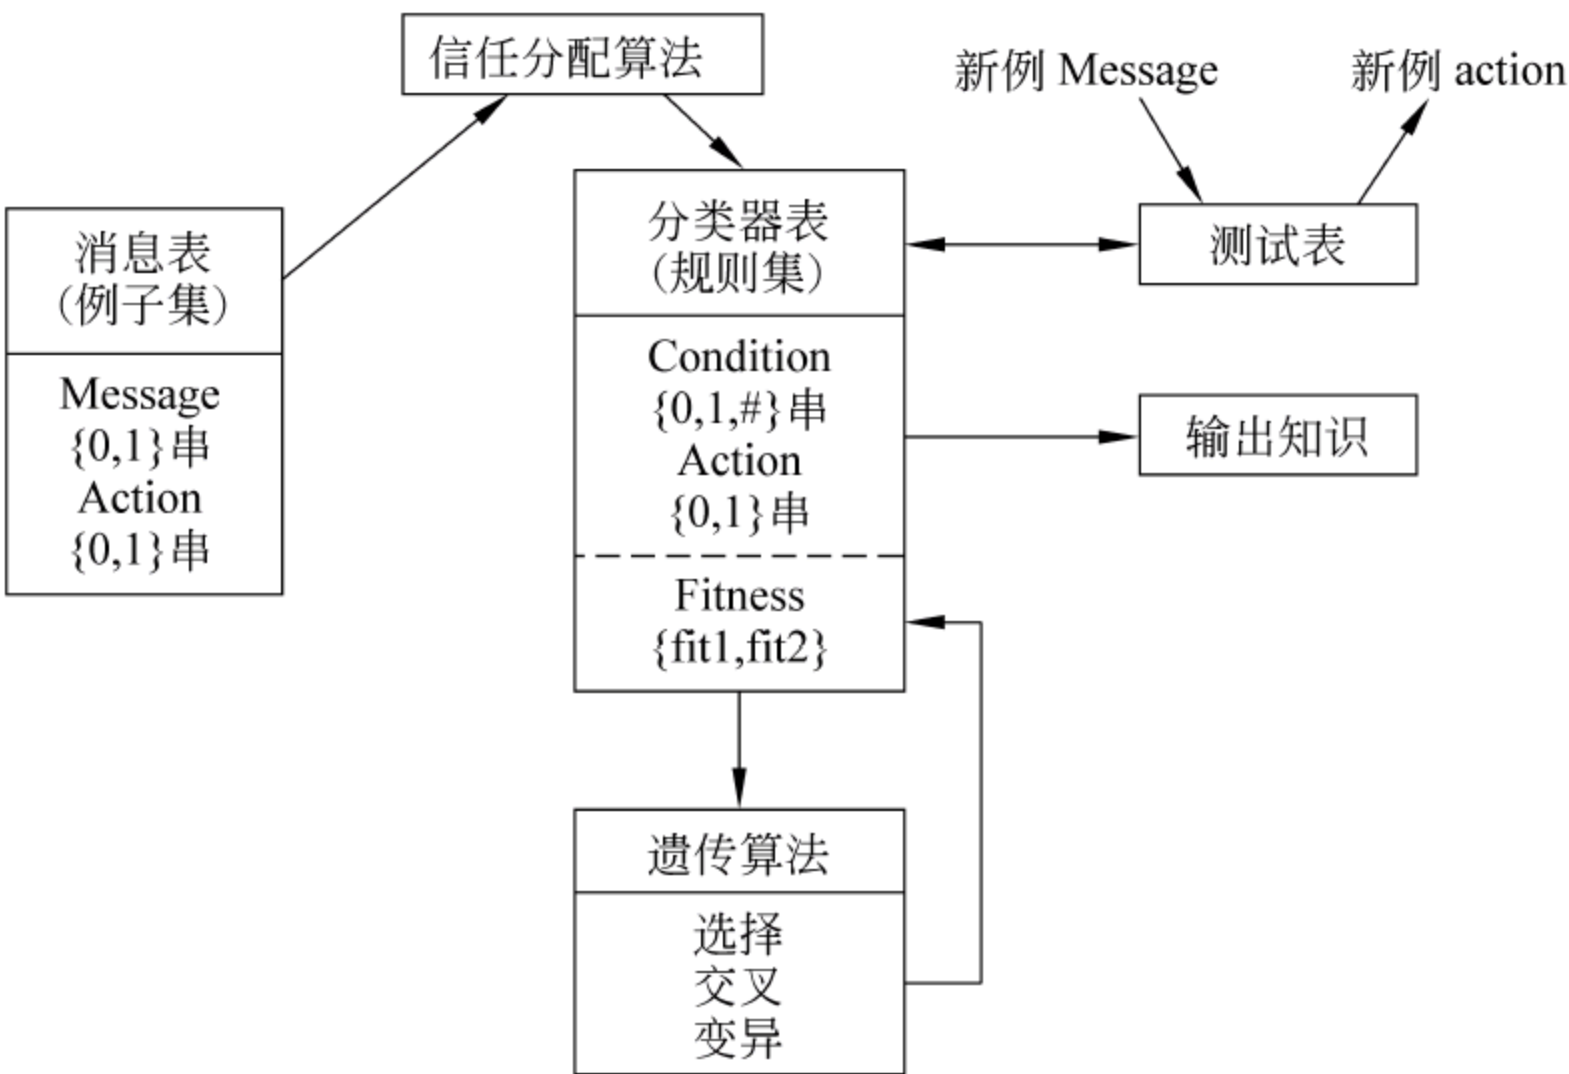 信任分配算法
新例 Message
新例 action
消息表
(例子集)
Message
{0,1}串
Action
{0,1}串
分类器表
(规则集)
Condition
{0,1,#}串
Action
{0,1}串
Fitness
{fit1,fit2}
测试表
输出知识
遗传算法
选择
交叉
变异